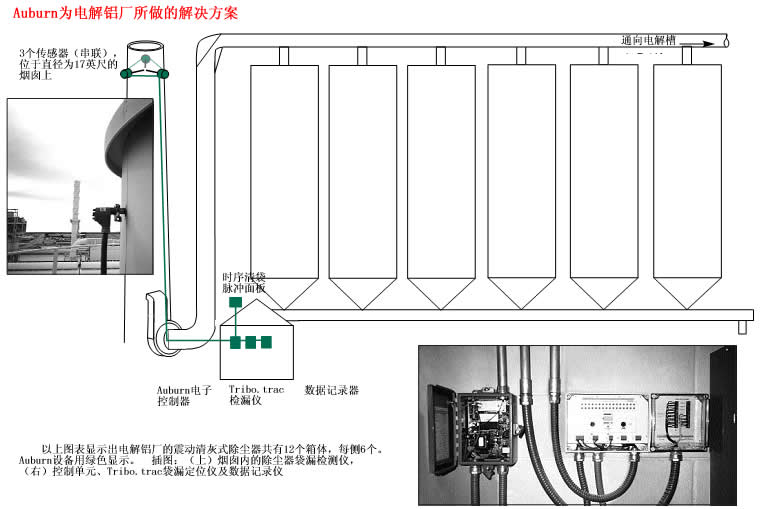 Auburn为电解铝厂所做的解决方案
3个传感器（串联），
位于直径为17英尺的
烟囱上
通向电解槽
时序清袋
脉冲面板
Auburn电子
控制器
Tribo.trac
检漏仪
数据记录器
以上图表显示出电解铝厂的震动清灰式除尘器共有12个箱体，每侧6个。
Auburn设备用绿色显示。 插图；（上）烟囱内的除尘器袋漏检测仪，
（右）控制单元、Tribo.trac袋漏定位仪及数据记录仪